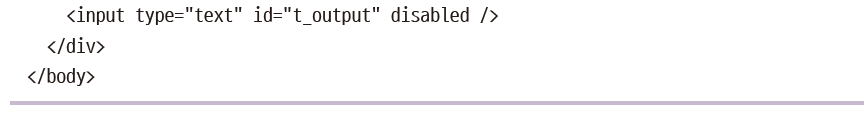 <input type="text" id="t_output" disabled />
</div>
</body>